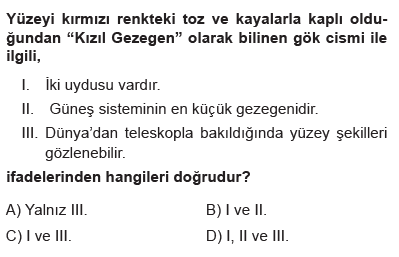 Yüzeyi kırmızı renkteki toz ve kayalarla kaplı oldu-
ğundan “Kızıl Gezegen” olarak bilinen gök cismi ile
ilgili,
I. İki uydusu vardır.
II. Güneş sisteminin en küçük gezegenidir.
III. Dünya’dan teleskopla bakıldığında yüzey şekilleri
gözlenebilir.
ifadelerinden hangileri doğrudur?
A) Yalnız III. B) I ve II.
C) I ve III. D) I, II ve III.